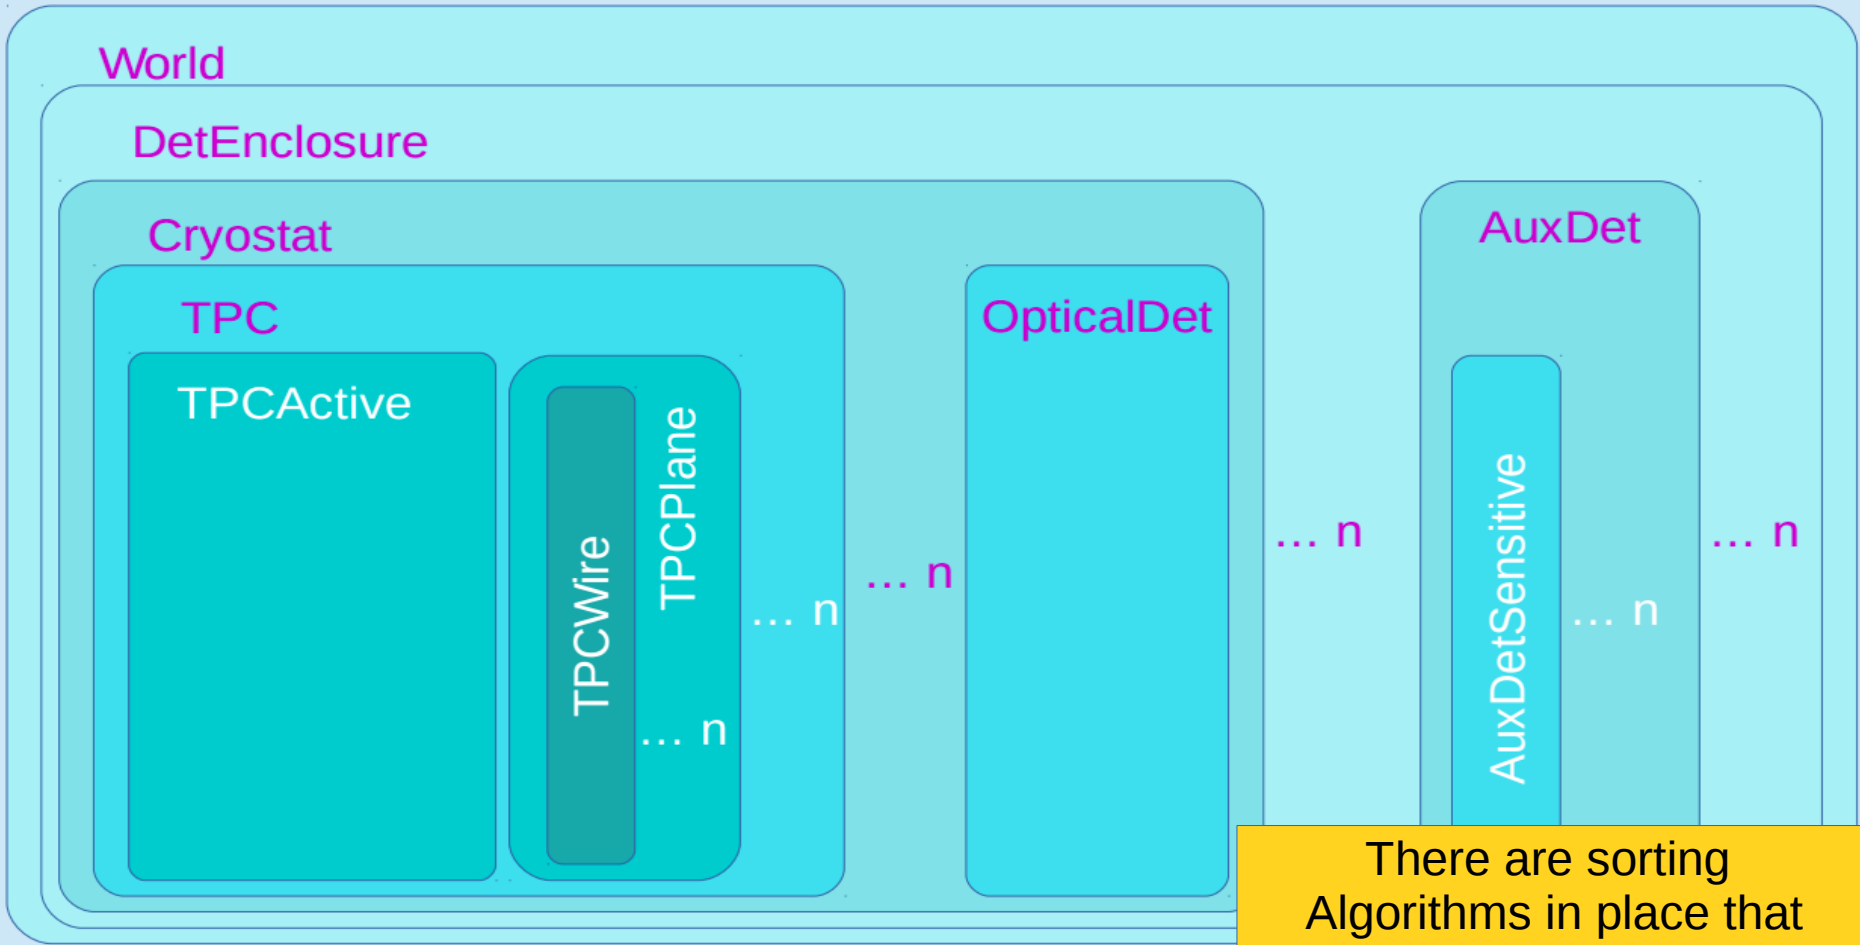 World
DetEnclosure
Cryostat
AuxDet
TPC
OpticalDet
TPCActive
TPCWire
TPCPlane
... n
... n
... n
... n
AuxDetSensitive
... n
... n
There are sorting
Algorithms in place that